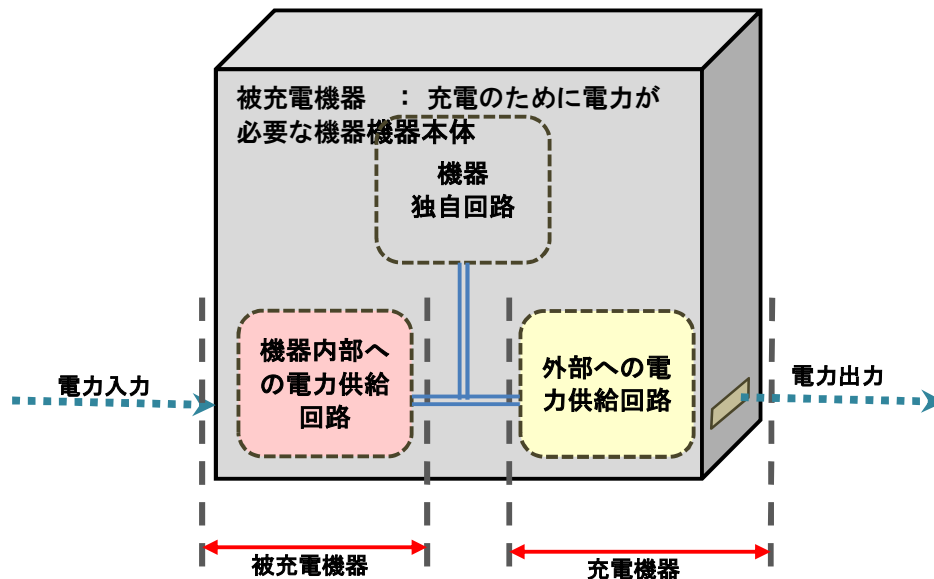 被充電機器 : 充電のために電力が
必要な機器機器本体
機器
独自回路
機器内部へ
の電力供給
回路
外部への電
力供給回路
電力入力
電力出力
被充電機器
充電機器